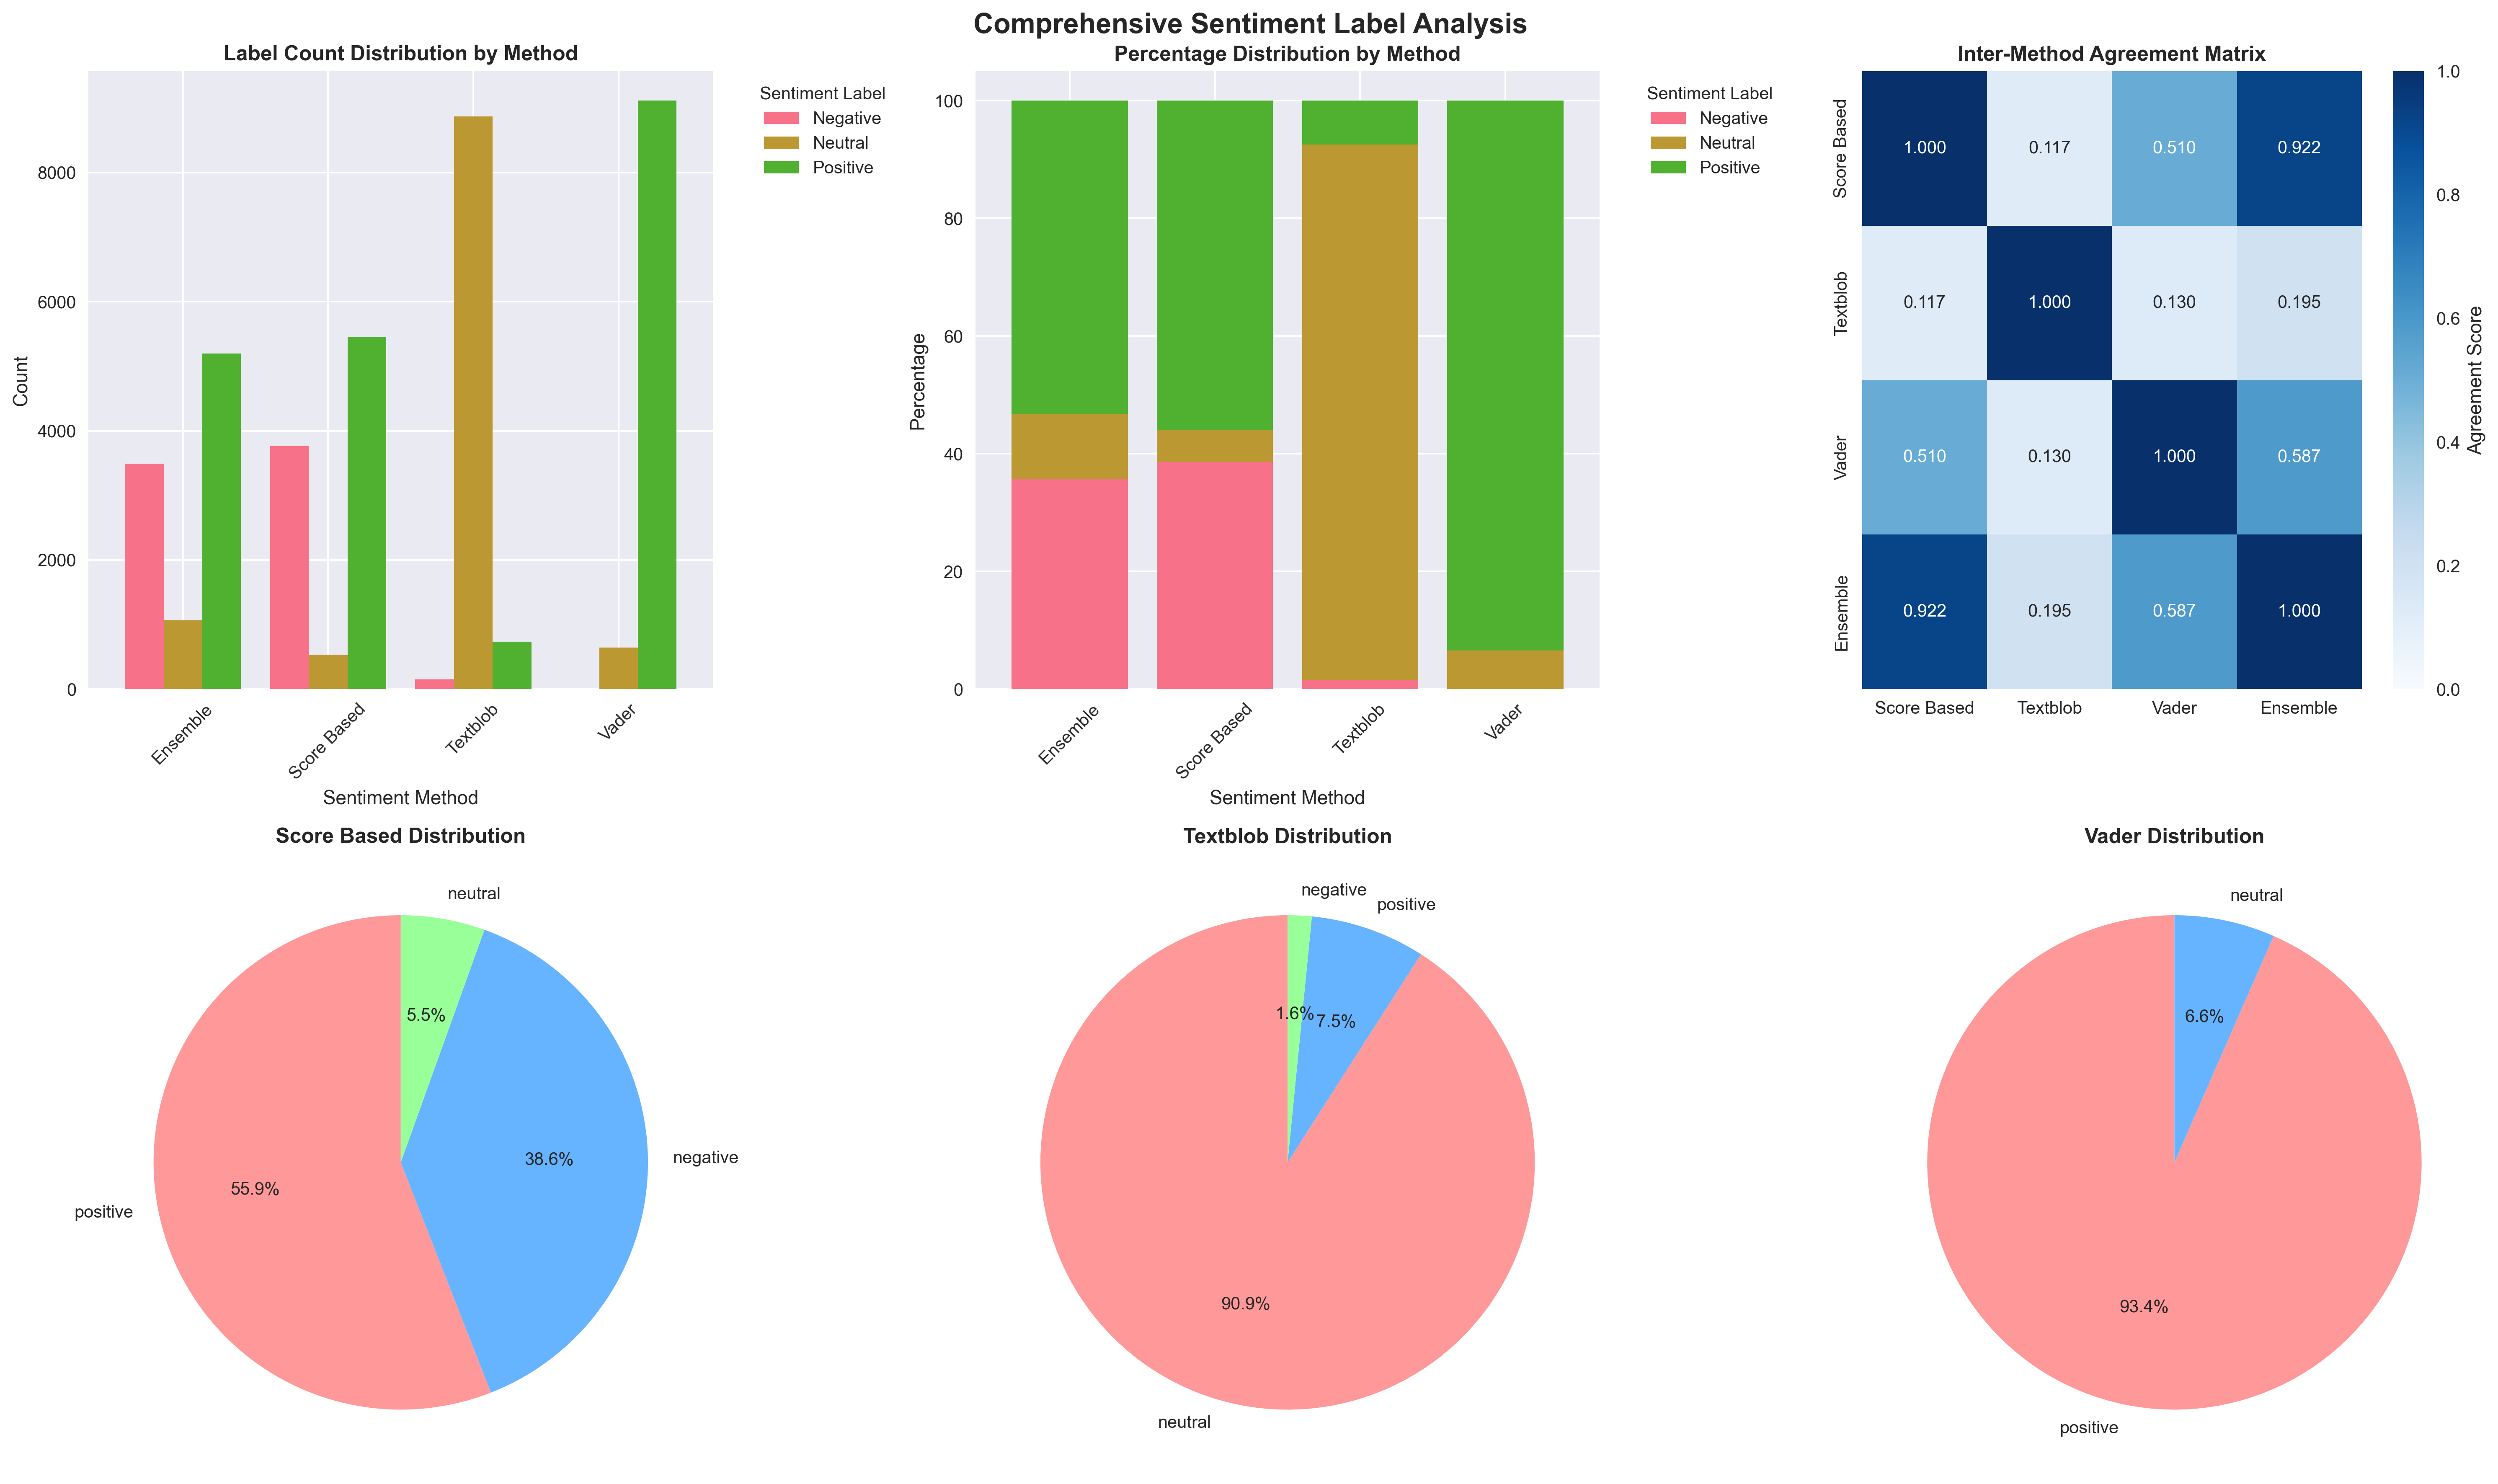 Comprehensive Sentiment Label Analysis
Label Count Distribution by Method
Count
8000
6000
4000
2000
0
Ensemble
Score Based
Textblob
Vader
Sentiment Method
Sentiment Label
Negative
Neutral
Positive
Percentage Distribution by Method
Percentage
100
80
60
40
20
0
Ensemble
Score Based
Textblob
Vader
Sentiment Method
Sentiment Label
Negative
Neutral
Positive
Inter-Method Agreement Matrix
Score Based
1.000 0.117 0.510 0.922
Textblob
0.117 1.000 0.130 0.195
Vader
0.510 0.130 1.000 0.587
Ensemble
0.922 0.195 0.587 1.000
Score Based Textblob Vader Ensemble
1.0
0.8
0.6
0.4
0.2
0.0
Agreement Score
Score Based Distribution
neutral
5.5%
38.6%
negative
55.9%
positive
Textblob Distribution
negative
positive
1.6%
7.5%
90.9%
neutral
Vader Distribution
neutral
6.6%
93.4%
positive